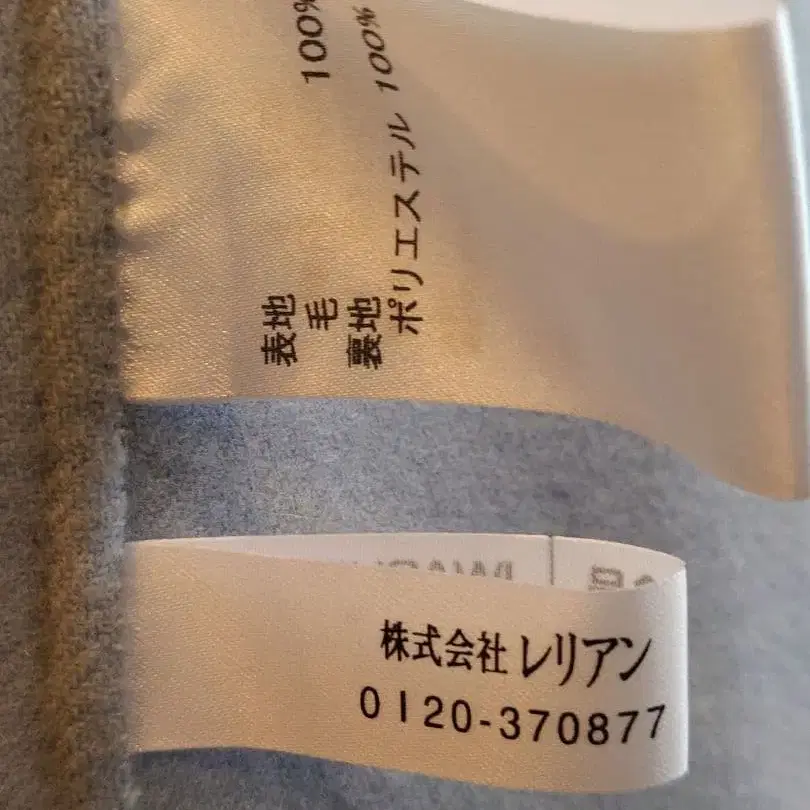 表地
毛 100%
裏地
ポリエステル 100%
株式会社レリアン
0120-370877